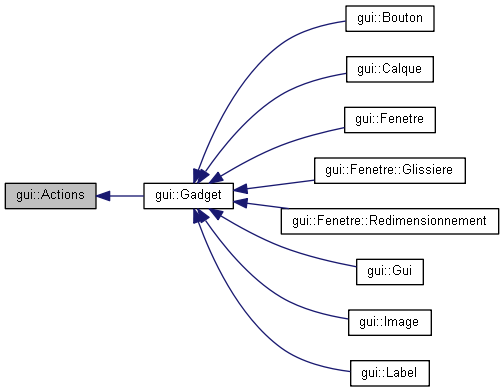 gui::Bouton
gui::Calque
gui::Fenetre
gui::Fenetre::Glissiere
gui::Actions
gui::Gadget
gui::Fenetre::Redimensionnement
gui::Gui
gui::Image
gui::Label